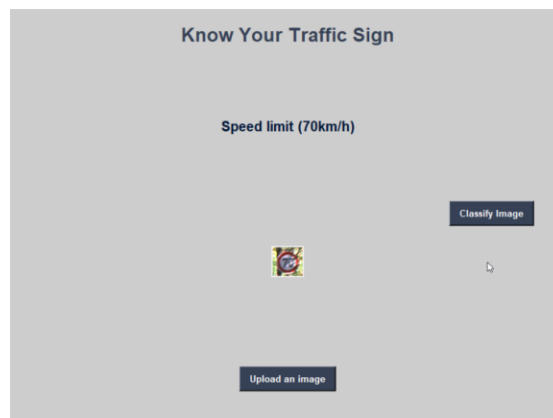 Know Your Traffic Sign
Speed limit (70km/h)
Classify Image
Upload an image